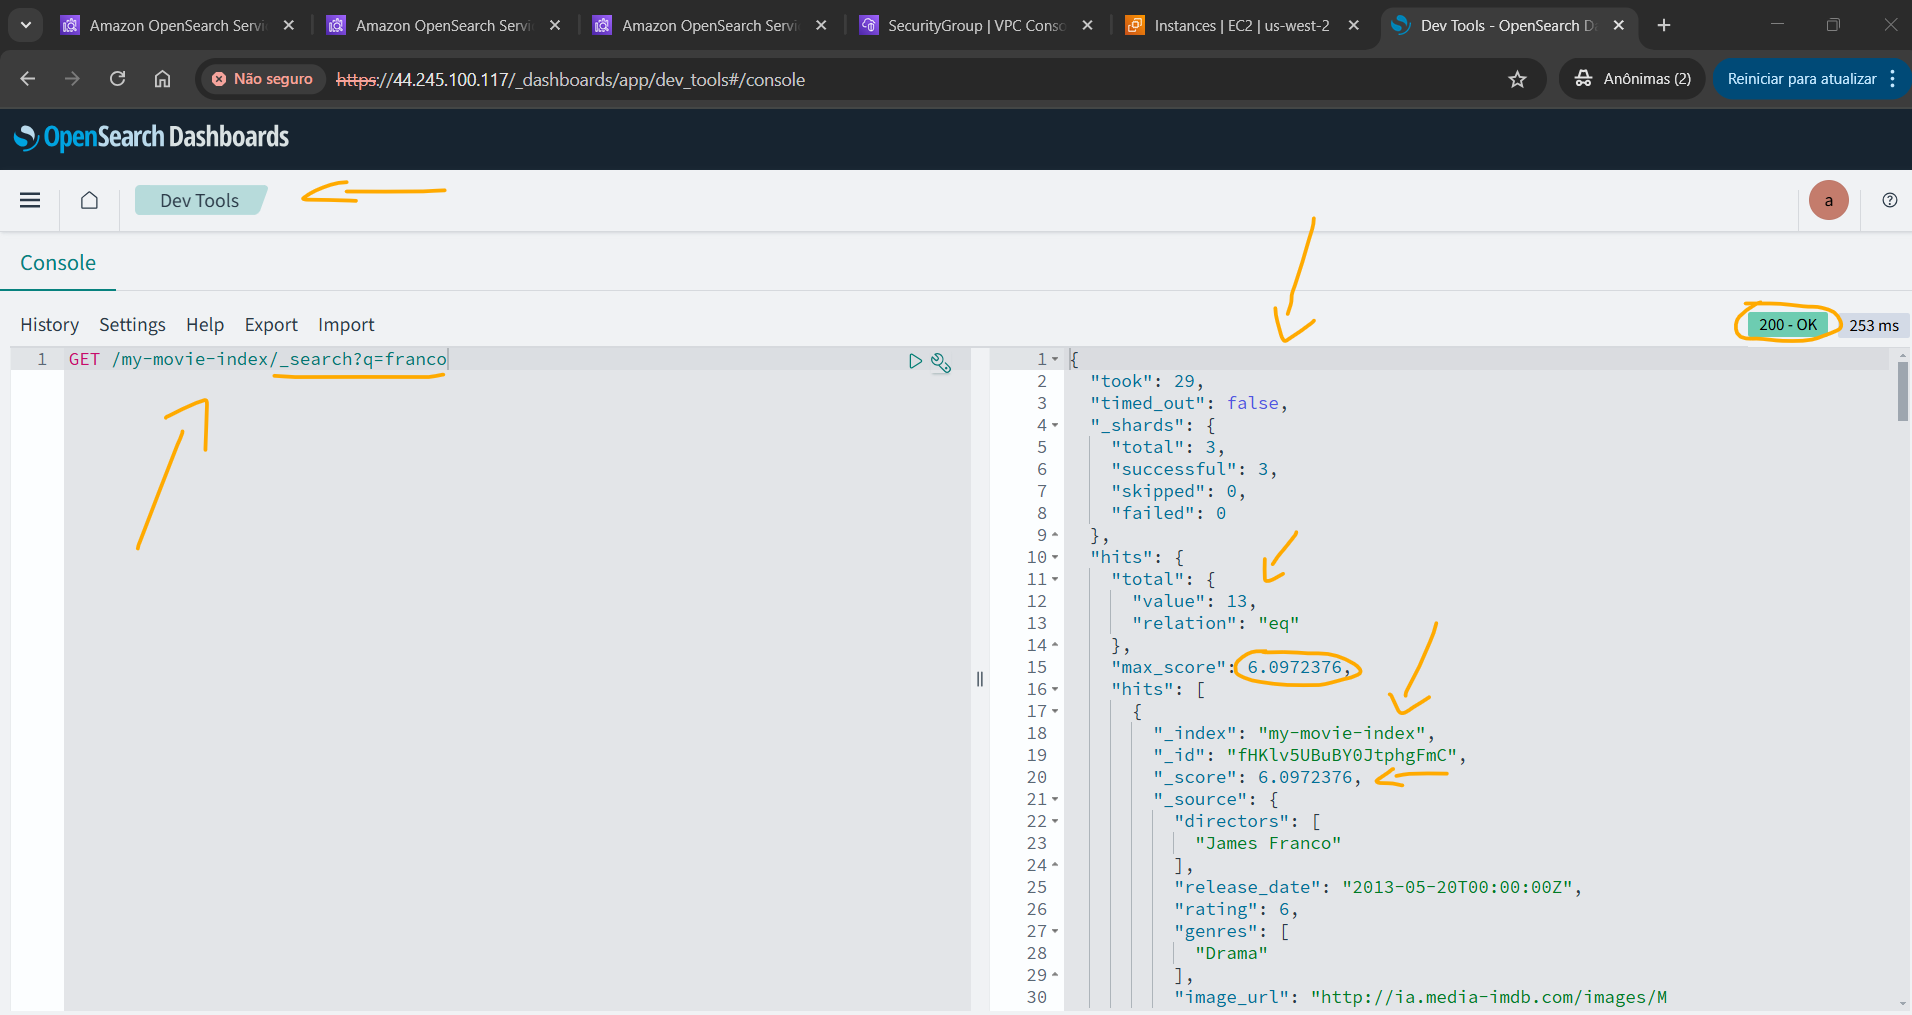 Amazon OpenSearch Servi
Amazon OpenSearch Servi
Amazon OpenSearch Servi
SecurityGroup | VPC Conso
Instances | EC2 | us-west-2
Dev Tools - OpenSearch D
Não seguro
https://44.245.100.117/_dashboards/app/dev_tools#/console
Anônimas (2)
Reiniciar para atualizar
OpenSearch Dashboards
Dev Tools
a
Console
History Settings Help Export Import
200 - OK
253 ms
1 GET /my-movie-index/_search?q=franco
1 {
2 "took": 29,
3 "timed_out": false,
4 "_shards": {
5 "total": 3,
6 "successful": 3,
7 "skipped": 0,
8 "failed": 0
9 },
10 "hits": {
11 "total": {
12 "value": 13,
13 "relation": "eq"
14 },
15 "max_score": 6.0972376,
16 "hits": [
17 {
18 "_index": "my-movie-index",
19 "_id": "fHKlv5UBuBY0JtphgFmC",
20 "_score": 6.0972376,
21 "_source": {
22 "directors": [
23 "James Franco"
24 ],
25 "release_date": "2013-05-20T00:00:00Z",
26 "rating": 6,
27 "genres": [
28 "Drama"
29 ],
30 "image_url": "http://ia.media-imdb.com/images/M